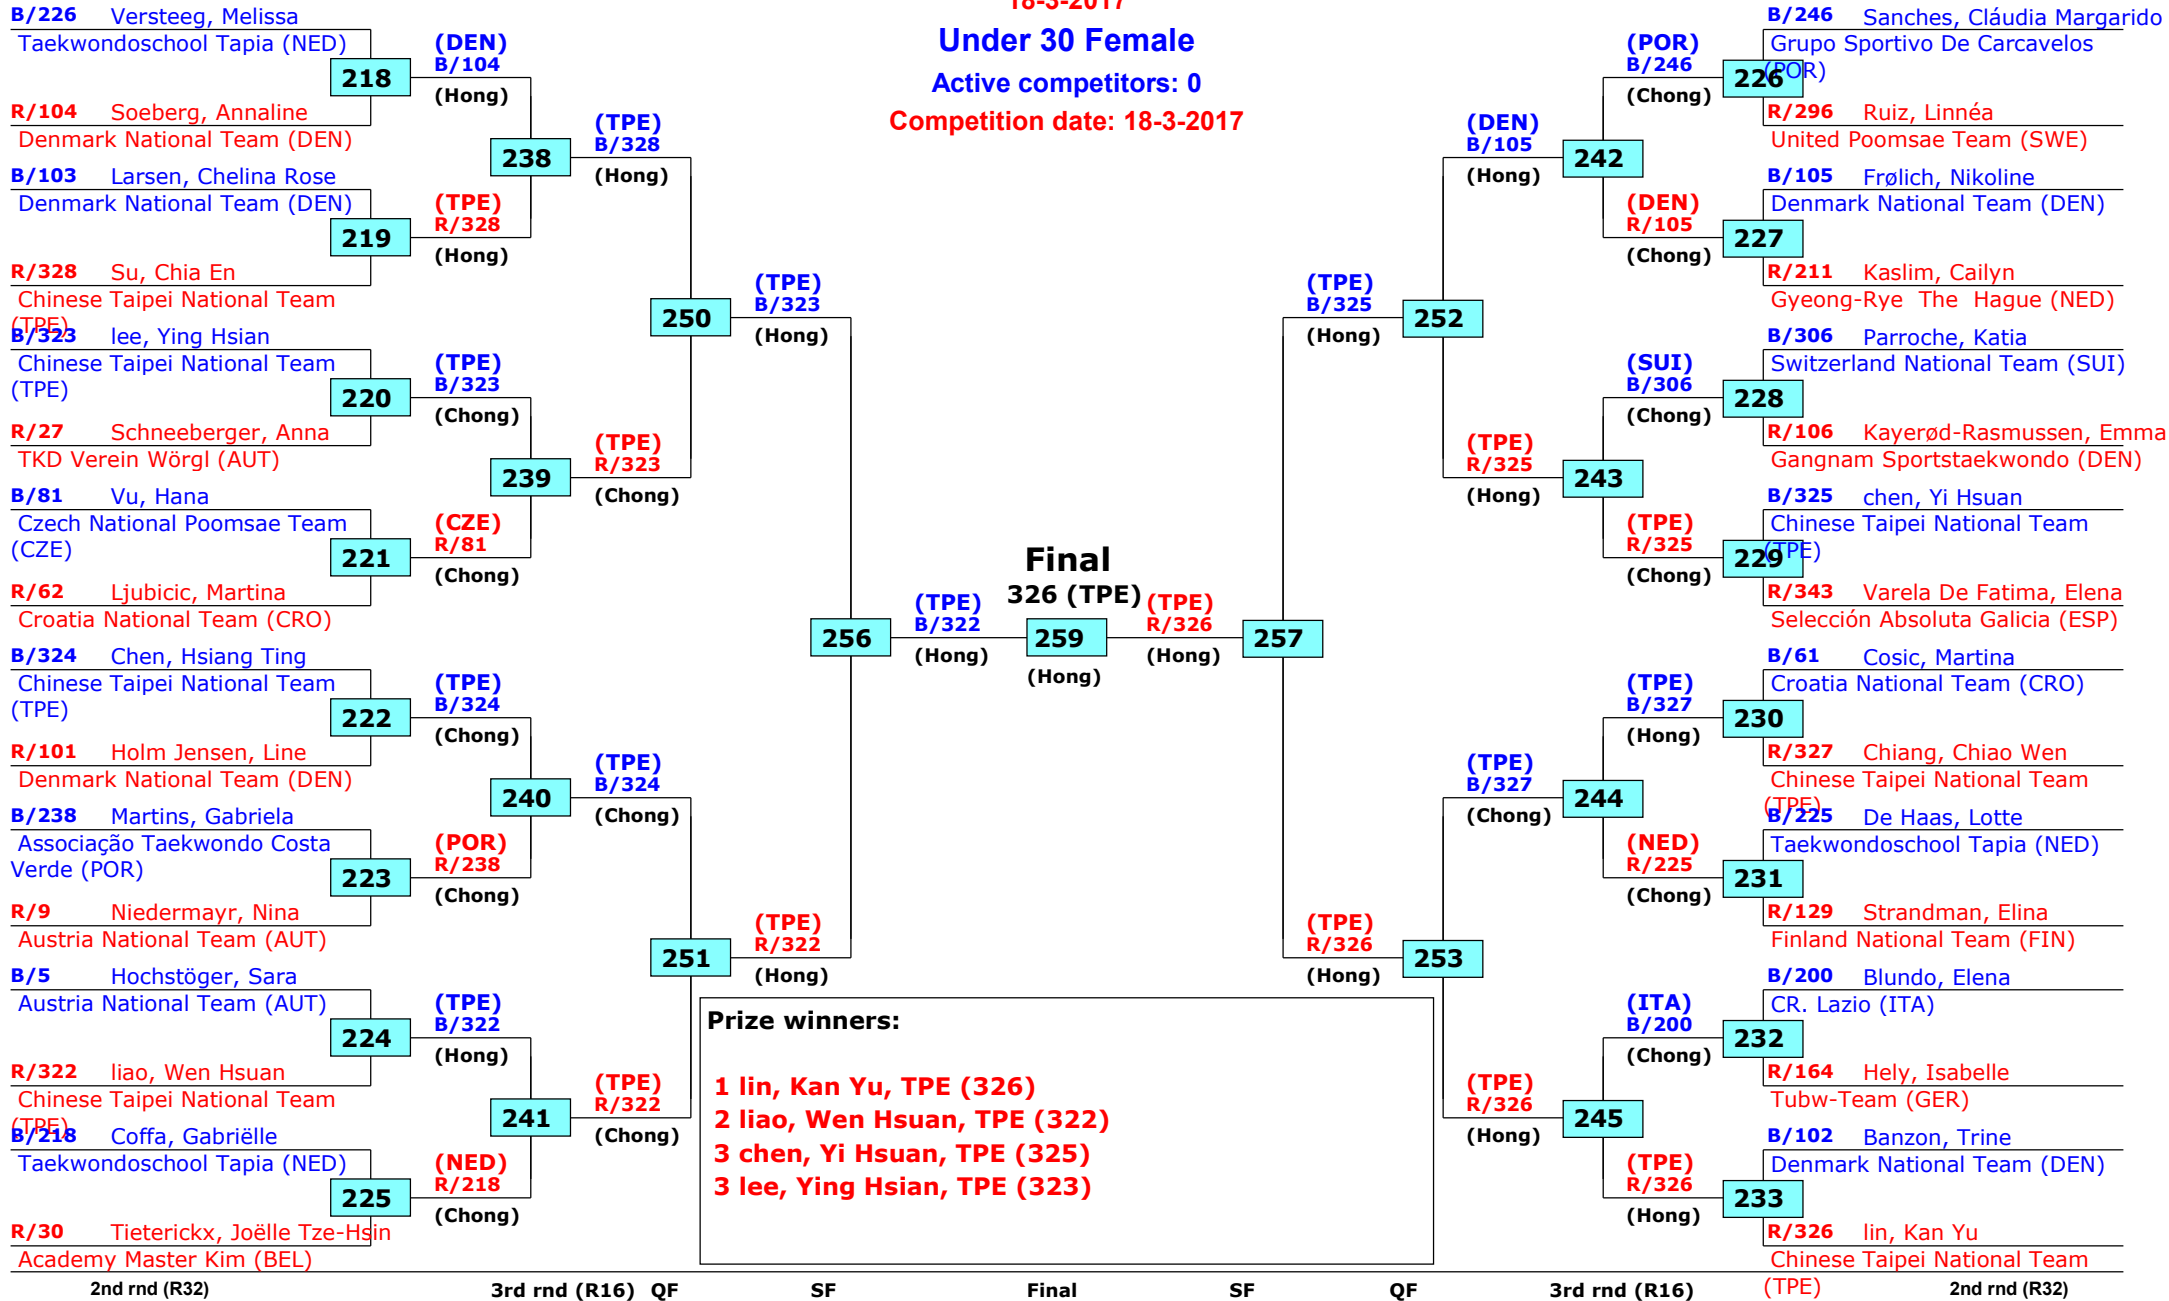 18-3-2017
Under 30 Female
Active competitors: 0
Competition date: 18-3-2017
B/226 Versteeg, Melissa
Taekwondoschool Tapia (NED)
218
R/104 Soeberg, Annaline
Denmark National Team (DEN)
B/103 Larsen, Chelina Rose
Denmark National Team (DEN)
219
R/328 Su, Chia En
Chinese Taipei National Team
(TPE)
B/323 lee, Ying Hsian
Chinese Taipei National Team
(TPE)
220
R/27 Schneeberger, Anna
TKD Verein Wörgl (AUT)
B/81 Vu, Hana
Czech National Poomsae Team
(CZE)
221
R/62 Ljubicic, Martina
Croatia National Team (CRO)
B/324 Chen, Hsiang Ting
Chinese Taipei National Team
(TPE)
222
R/101 Holm Jensen, Line
Denmark National Team (DEN)
B/238 Martins, Gabriela
Associação Taekwondo Costa
Verde (POR)
223
R/9 Niedermayr, Nina
Austria National Team (AUT)
B/5 Hochstöger, Sara
Austria National Team (AUT)
224
R/322 liao, Wen Hsuan
Chinese Taipei National Team
(TPE)
B/218 Coffa, Gabriëlle
Taekwondoschool Tapia (NED)
225
R/30 Tieterickx, Joëlle Tze-Hsin
Academy Master Kim (BEL)
(DEN)
B/104
(Hong)
238
(TPE)
R/328
(Hong)
(TPE)
B/323
(Chong)
239
(CZE)
R/81
(Chong)
(TPE)
B/324
(Chong)
240
(POR)
R/238
(Chong)
(TPE)
B/322
(Hong)
241
(NED)
R/218
(Chong)
(TPE)
B/328
(Hong)
250
(TPE)
R/323
(Chong)
(TPE)
B/324
(Chong)
251
(TPE)
R/322
(Chong)
(TPE)
B/323
(Hong)
256
(TPE)
R/322
(Hong)
(TPE)
B/322
(Hong)
Final
326 (TPE)
259
(Hong)
(TPE)
R/326
(Hong)
257
(TPE)
B/325
(Hong)
252
(TPE)
R/326
(Hong)
253
(DEN)
B/105
(Hong)
242
(TPE)
R/325
(Hong)
243
(TPE)
B/327
(Chong)
244
(TPE)
R/326
(Hong)
245
(POR)
B/246
(Chong)
(DEN)
R/105
(Chong)
(SUI)
B/306
(Chong)
(TPE)
R/325
(Chong)
(TPE)
B/327
(Hong)
(NED)
R/225
(Chong)
(ITA)
B/200
(Chong)
(TPE)
R/326
(Hong)
B/246 Sanches, Cláudia Margarido
Grupo Sportivo De Carcavelos
(POR)
226
R/296 Ruiz, Linnéa
United Poomsae Team (SWE)
B/105 Frølich, Nikoline
Denmark National Team (DEN)
227
R/211 Kaslim, Cailyn
Gyeong-Rye The Hague (NED)
B/306 Parroche, Katia
Switzerland National Team (SUI)
228
R/106 Kayerød-Rasmussen, Emma
Gangnam Sportstaekwondo (DEN)
B/325 chen, Yi Hsuan
Chinese Taipei National Team
(TPE)
229
R/343 Varela De Fatima, Elena
Selección Absoluta Galicia (ESP)
B/61 Cosic, Martina
Croatia National Team (CRO)
230
R/327 Chiang, Chiao Wen
Chinese Taipei National Team
(TPE)
B/225 De Haas, Lotte
Taekwondoschool Tapia (NED)
231
R/129 Strandman, Elina
Finland National Team (FIN)
B/200 Blundo, Elena
CR. Lazio (ITA)
232
R/164 Hely, Isabelle
Tubw-Team (GER)
B/102 Banzon, Trine
Denmark National Team (DEN)
233
R/326 lin, Kan Yu
Chinese Taipei National Team
(TPE)
Prize winners:
1 lin, Kan Yu, TPE (326)
2 liao, Wen Hsuan, TPE (322)
3 chen, Yi Hsuan, TPE (325)
3 lee, Ying Hsian, TPE (323)
2nd rnd (R32) 3rd rnd (R16) QF SF Final SF QF 3rd rnd (R16) 2nd rnd (R32)